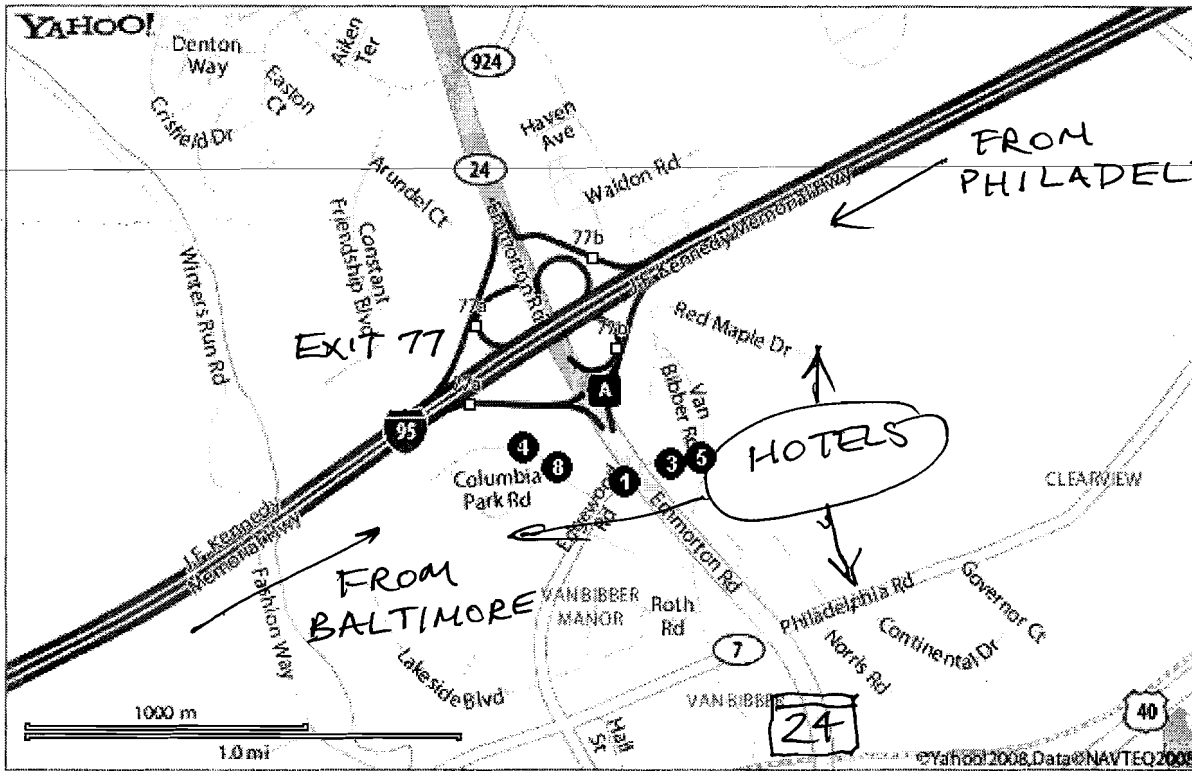 YAHOO!
Denton
Way
Aiken
Ter
924
Easton
Ct
Crisfield Dr
Haven
Ave
FROM
PHILADEL
24
Arundel Ct
Waldon Rd
J.F. Kennedy Memorial Hwy
Constant
Friendship Blvd
Emmorton Rd
77b
Winters Run Rd
77a
EXIT 77
77b
Red Maple Dr
A
Van
Bibber Rd
77a
95
HOTELS
4
8
3
5
1
Columbia
Park Rd
CLEARVIEW
Edgewood
Rd
Emmorton Rd
J.F. Kennedy
Memorial Hwy
FROM
BALTIMORE
Fashion Way
VAN BIBBER
MANOR
Roth
Rd
Philadelphia Rd
Governor Ct
Continental Dr
Norris Rd
7
Lakeside Blvd
VAN BIBBER
24
40
Hall
St
1000 m
1.0 mi
©Yahoo!2008,Data©NAVTEQ2008